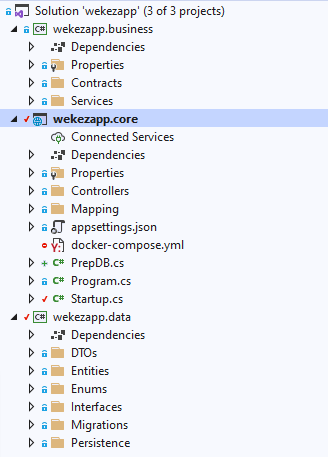 Solution 'wekezapp' (3 of 3 projects)
C# wekezapp.business
Dependencies
Properties
Contracts
Services
wekezapp.core
Connected Services
Dependencies
Properties
Controllers
Mapping
appsettings.json
docker-compose.yml
C# PrepDB.cs
C# Program.cs
C# Startup.cs
C# wekezapp.data
Dependencies
DTOs
Entities
Enums
Interfaces
Migrations
Persistence